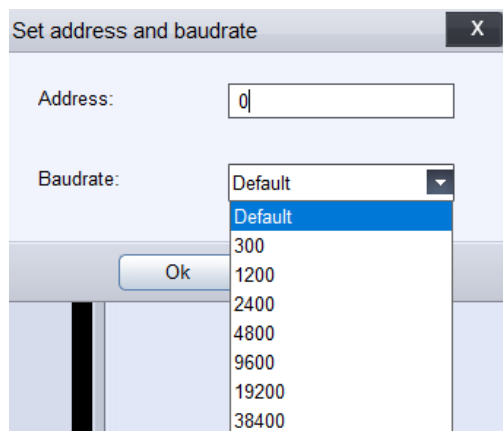 Set address and baudrate X
Address: 0
Baudrate: Default
Default
300
Ok 1200
2400
4800
9600
19200
38400